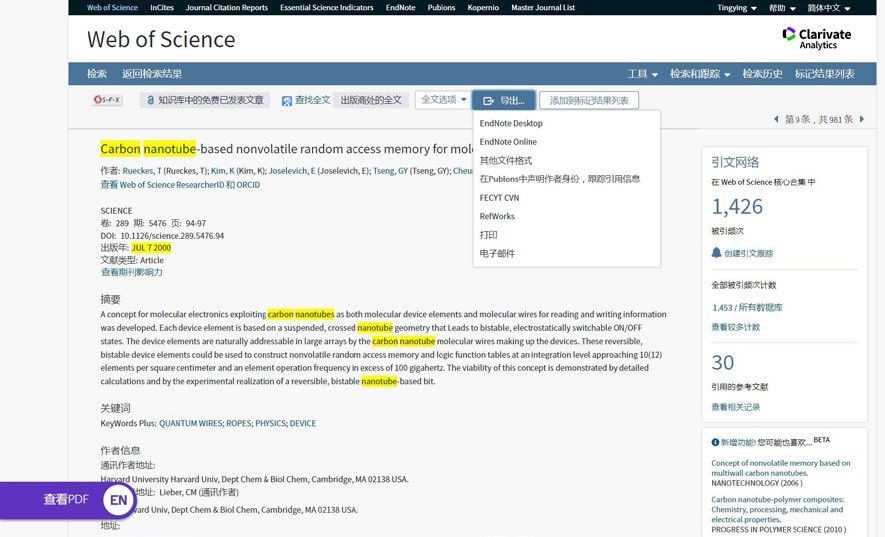 Web of Science InCites Journal Citation Reports Essential Science Indicators EndNote Publons Kopernio Master Journal List Tingying 帮助 简体中文
Web of Science
Clarivate
Analytics
检索 返回检索结果 工具 检索和跟踪 检索历史 标记结果列表
S·F·X 知识库中的免费已发表文章 查找全文 出版商处的全文 全文选项 导出... 添加到标记结果列表
第 9 条，共 981 条
EndNote Desktop
EndNote Online
其他文件格式
在Publons中声明作者身份，跟踪引用信息
FECYT CVN
RefWorks
打印
电子邮件
Carbon nanotube-based nonvolatile random access memory for mol
作者: Rueckes, T (Rueckes, T); Kim, K (Kim, K); Joselevich, E (Joselevich, E); Tseng, GY (Tseng, GY); Cheu
查看 Web of Science ResearcherID 和 ORCID
SCIENCE
卷: 289 期: 5476 页: 94-97
DOI: 10.1126/science.289.5476.94
出版年: JUL 7 2000
文献类型: Article
查看期刊影响力
摘要
A concept for molecular electronics exploiting carbon nanotubes as both molecular device elements and molecular wires for reading and writing information
was developed. Each device element is based on a suspended, crossed nanotube geometry that Leads to bistable, electrostatically switchable ON/OFF
states. The device elements are naturally addressable in large arrays by the carbon nanotube molecular wires making up the devices. These reversible,
bistable device elements could be used to construct nonvolatile random access memory and logic function tables at an integration level approaching 10(12)
elements per square centimeter and an element operation frequency in excess of 100 gigahertz. The viability of this concept is demonstrated by detailed
calculations and by the experimental realization of a reversible, bistable nanotube-based bit.
关键词
KeyWords Plus: QUANTUM WIRES; ROPES; PHYSICS; DEVICE
作者信息
通讯作者地址:
Harvard University Harvard Univ, Dept Chem & Biol Chem, Cambridge, MA 02138 USA.
地址: Lieber, CM (通讯作者)
vard Univ, Dept Chem & Biol Chem, Cambridge, MA 02138 USA.
地址:
查看PDF EN
引文网络
在 Web of Science 核心合集 中
1,426
被引频次
创建引文跟踪
全部被引频次计数
1,453 / 所有数据库
查看较多计数
30
引用的参考文献
查看相关记录
新增功能! 您可能也喜欢... BETA
Concept of nonvolatile memory based on
multiwall carbon nanotubes.
NANOTECHNOLOGY (2006 )
Carbon nanotube-polymer composites:
Chemistry, processing, mechanical and
electrical properties.
PROGRESS IN POLYMER SCIENCE (2010 )